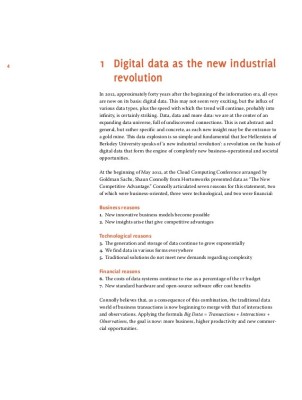 4
1 Digital data as the new industrial
revolution
In 2012, approximately forty years after the beginning of the information era, all eyes
are now on its basis: digital data. This may not seem very exciting, but the influx of
various data types, plus the speed with which the trend will continue, probably into
infinity, is certainly striking. Data, data and more data: we are at the center of an
expanding data universe, full of undiscovered connections. This is not abstract and
general, but rather specific and concrete, as each new insight may be the entrance to
a gold mine. This data explosion is so simple and fundamental that Joe Hellerstein of
Berkeley University speaks of 'a new industrial revolution': a revolution on the basis of
digital data that form the engine of completely new business-operational and societal
opportunities.
At the beginning of May 2012, at the Cloud Computing Conference arranged by
Goldman Sachs, Shaun Connolly from Hortonworks presented data as "The New
Competitive Advantage." Connolly articulated seven reasons for this statement, two
of which were business-oriented, three were technological, and two were financial:
Business reasons
1. New innovative business models become possible
2. New insights arise that give competitive advantages
Technological reasons
3. The generation and storage of data continue to grow exponentially
4. We find data in various forms everywhere
5. Traditional solutions do not meet new demands regarding complexity
Financial reasons
6. The costs of data systems continue to rise as a percentage of the IT budget
7. New standard hardware and open-source software offer cost benefits
Connolly believes that, as a consequence of this combination, the traditional data
world of business transactions is now beginning to merge with that of interactions
and observations. Applying the formula Big Data = Transactions + Interactions +
Observations, the goal is now: more business, higher productivity and new commer-
cial opportunities.